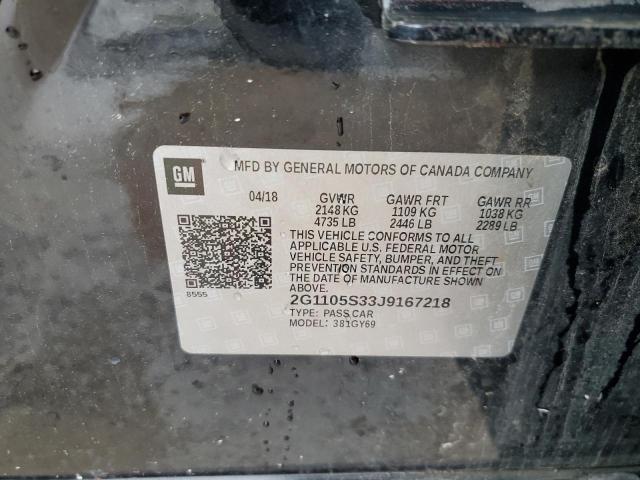 GM MFD BY GENERAL MOTORS OF CANADA COMPANY
04/18 GVWR GAWR FRT GAWR RR
2148 KG 1109 KG 1038 KG
4735 LB 2446 LB 2289 LB
THIS VEHICLE CONFORMS TO ALL
APPLICABLE U.S. FEDERAL MOTOR
VEHICLE SAFETY, BUMPER, AND THEFT
PREVENTION STANDARDS IN EFFECT ON
THE DATE OF MANUFACTURE SHOWN
ABOVE.
8555
2G1105S33J9167218
TYPE: PASS CAR
MODEL: 381GY69